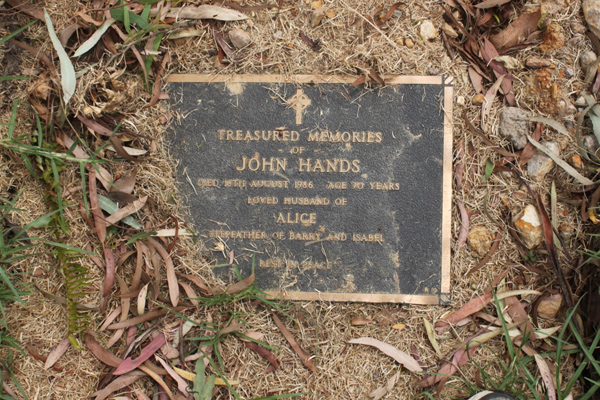 TREASURED MEMORIES
OF
JOHN HANDS
DIED 18TH AUGUST 1986 AGE 70 YEARS
LOVED HUSBAND OF
ALICE
STEPFATHER OF BARRY AND ISABEL
REST IN PEACE